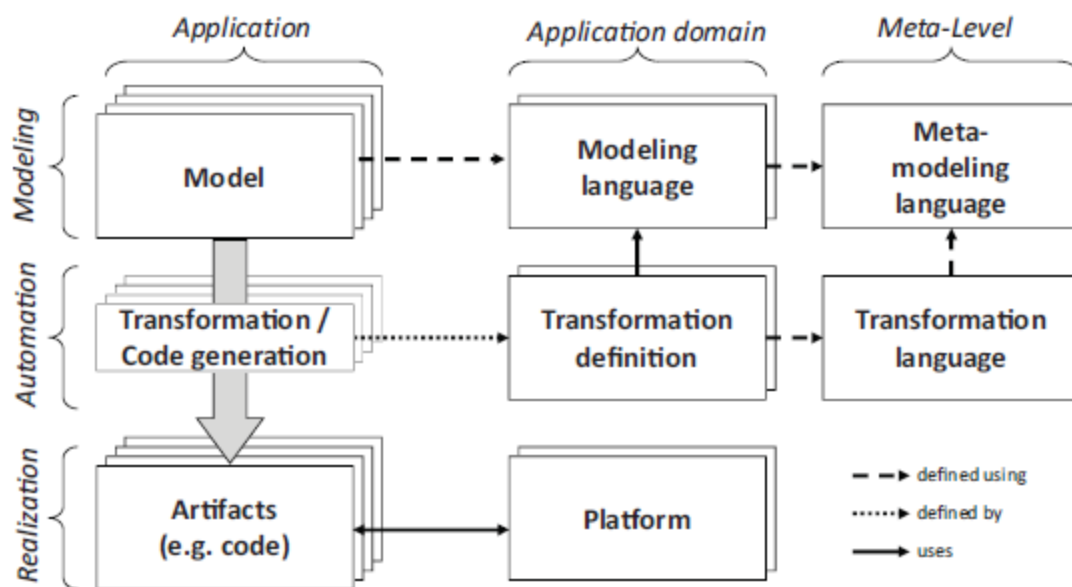 Application
Application domain
Meta-Level
Modeling
Model
Modeling
language
Meta-
modeling
language
Automation
Transformation /
Code generation
Transformation
definition
Transformation
language
Realization
Artifacts
(e.g. code)
Platform
defined using
defined by
uses